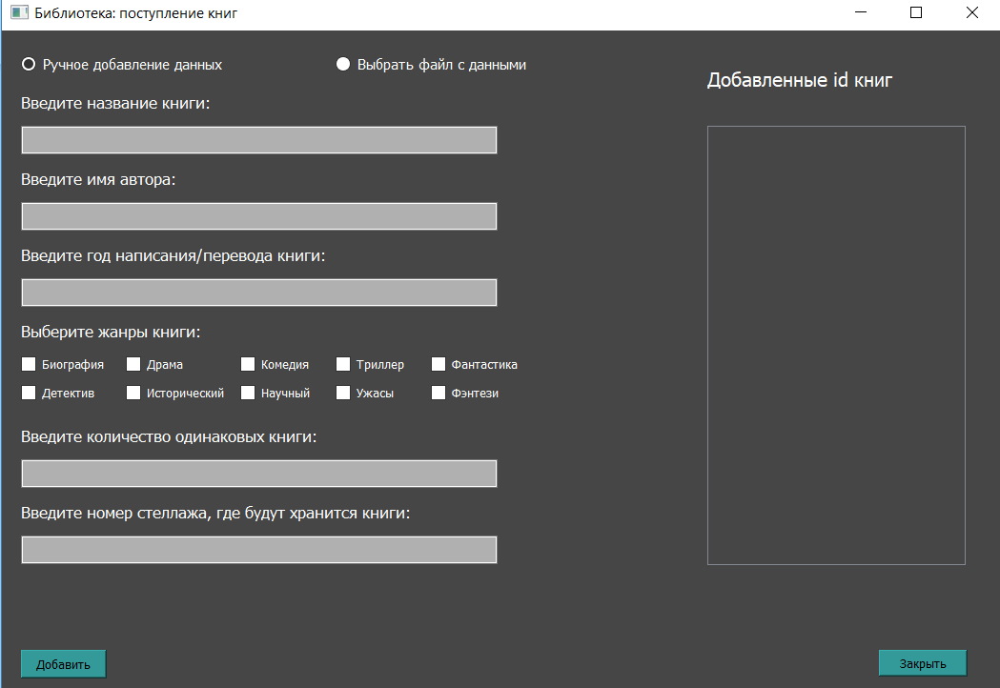 Библиотека: поступление книг
Ручное добавление данных Выбрать файл с данными
Добавленные id книг
Введите название книги:
Введите имя автора:
Введите год написания/перевода книги:
Выберите жанры книги:
Биография Драма Комедия Триллер Фантастика
Детектив Исторический Научный Ужасы Фэнтези
Введите количество одинаковых книги:
Введите номер стеллажа, где будут хранится книги:
Добавить Закрыть